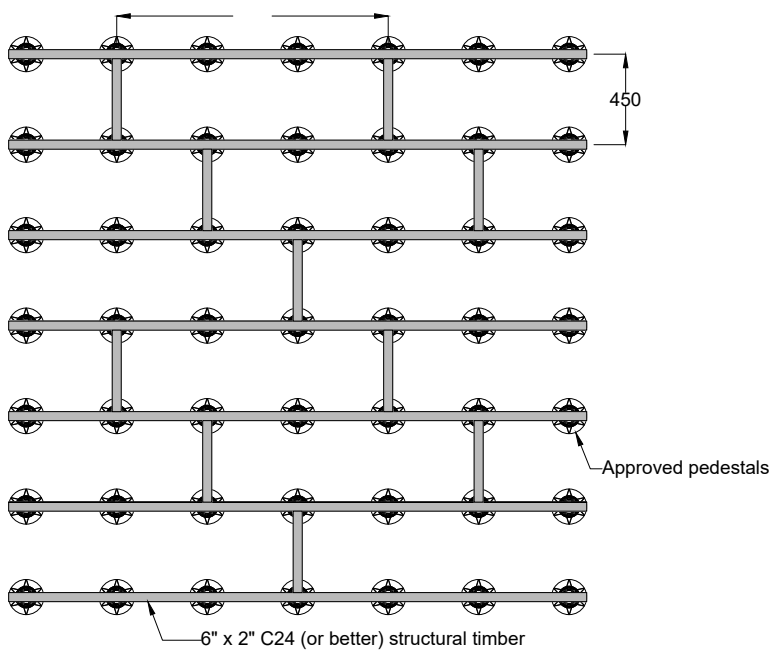 450
Approved pedestals
6" x 2" C24 (or better) structural timber